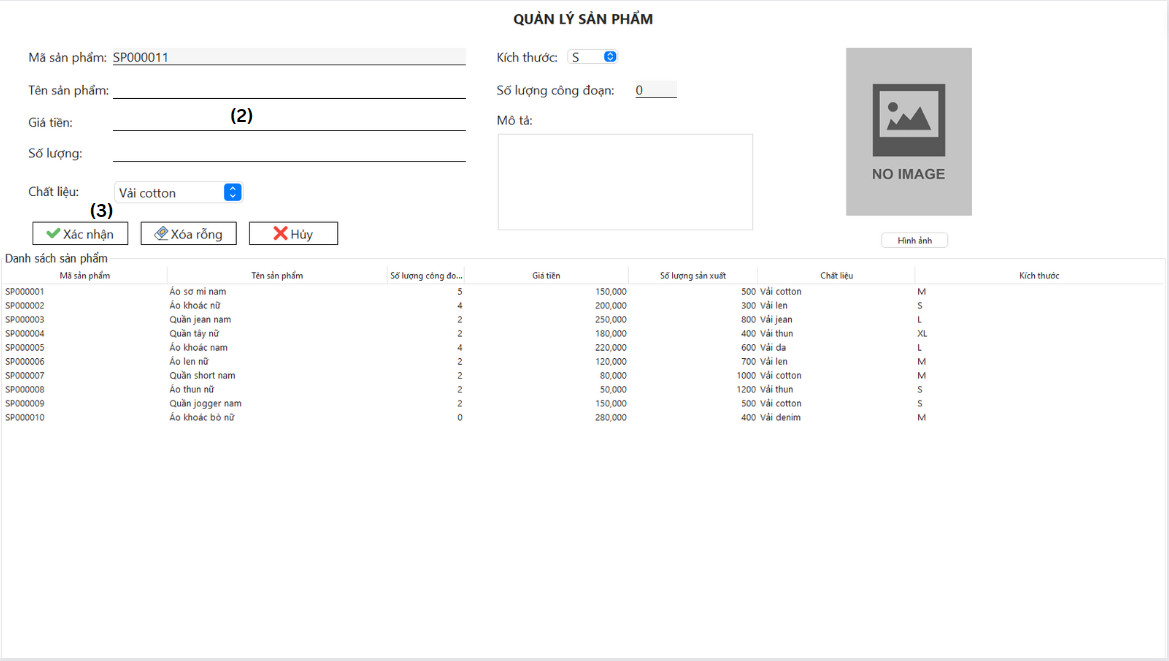 QUẢN LÝ SẢN PHẨM
Mã sản phẩm: SP000011
Kích thước: S
Tên sản phẩm:
Số lượng công đoạn: 0
(2)
Giá tiền:
Mô tả:
Số lượng:
NO IMAGE
Chất liệu: Vải cotton
(3)
Xác nhận Xóa rỗng Hủy
Hình ảnh
Danh sách sản phẩm
Mã sản phẩm Tên sản phẩm Số lượng công đo... Giá tiền Số lượng sản xuất Chất liệu Kích thước
SP000001 Áo sơ mi nam 5 150,000 500 Vải cotton M
SP000002 Áo khoác nữ 4 200,000 300 Vải len S
SP000003 Quần jean nam 2 250,000 800 Vải jean L
SP000004 Quần tây nữ 2 180,000 400 Vải thun XL
SP000005 Áo khoác nam 4 220,000 600 Vải da L
SP000006 Áo len nữ 2 120,000 700 Vải len M
SP000007 Quần short nam 2 80,000 1000 Vải cotton M
SP000008 Áo thun nữ 2 50,000 1200 Vải thun S
SP000009 Quần jogger nam 2 150,000 500 Vải cotton S
SP000010 Áo khoác bò nữ 0 280,000 400 Vải denim M